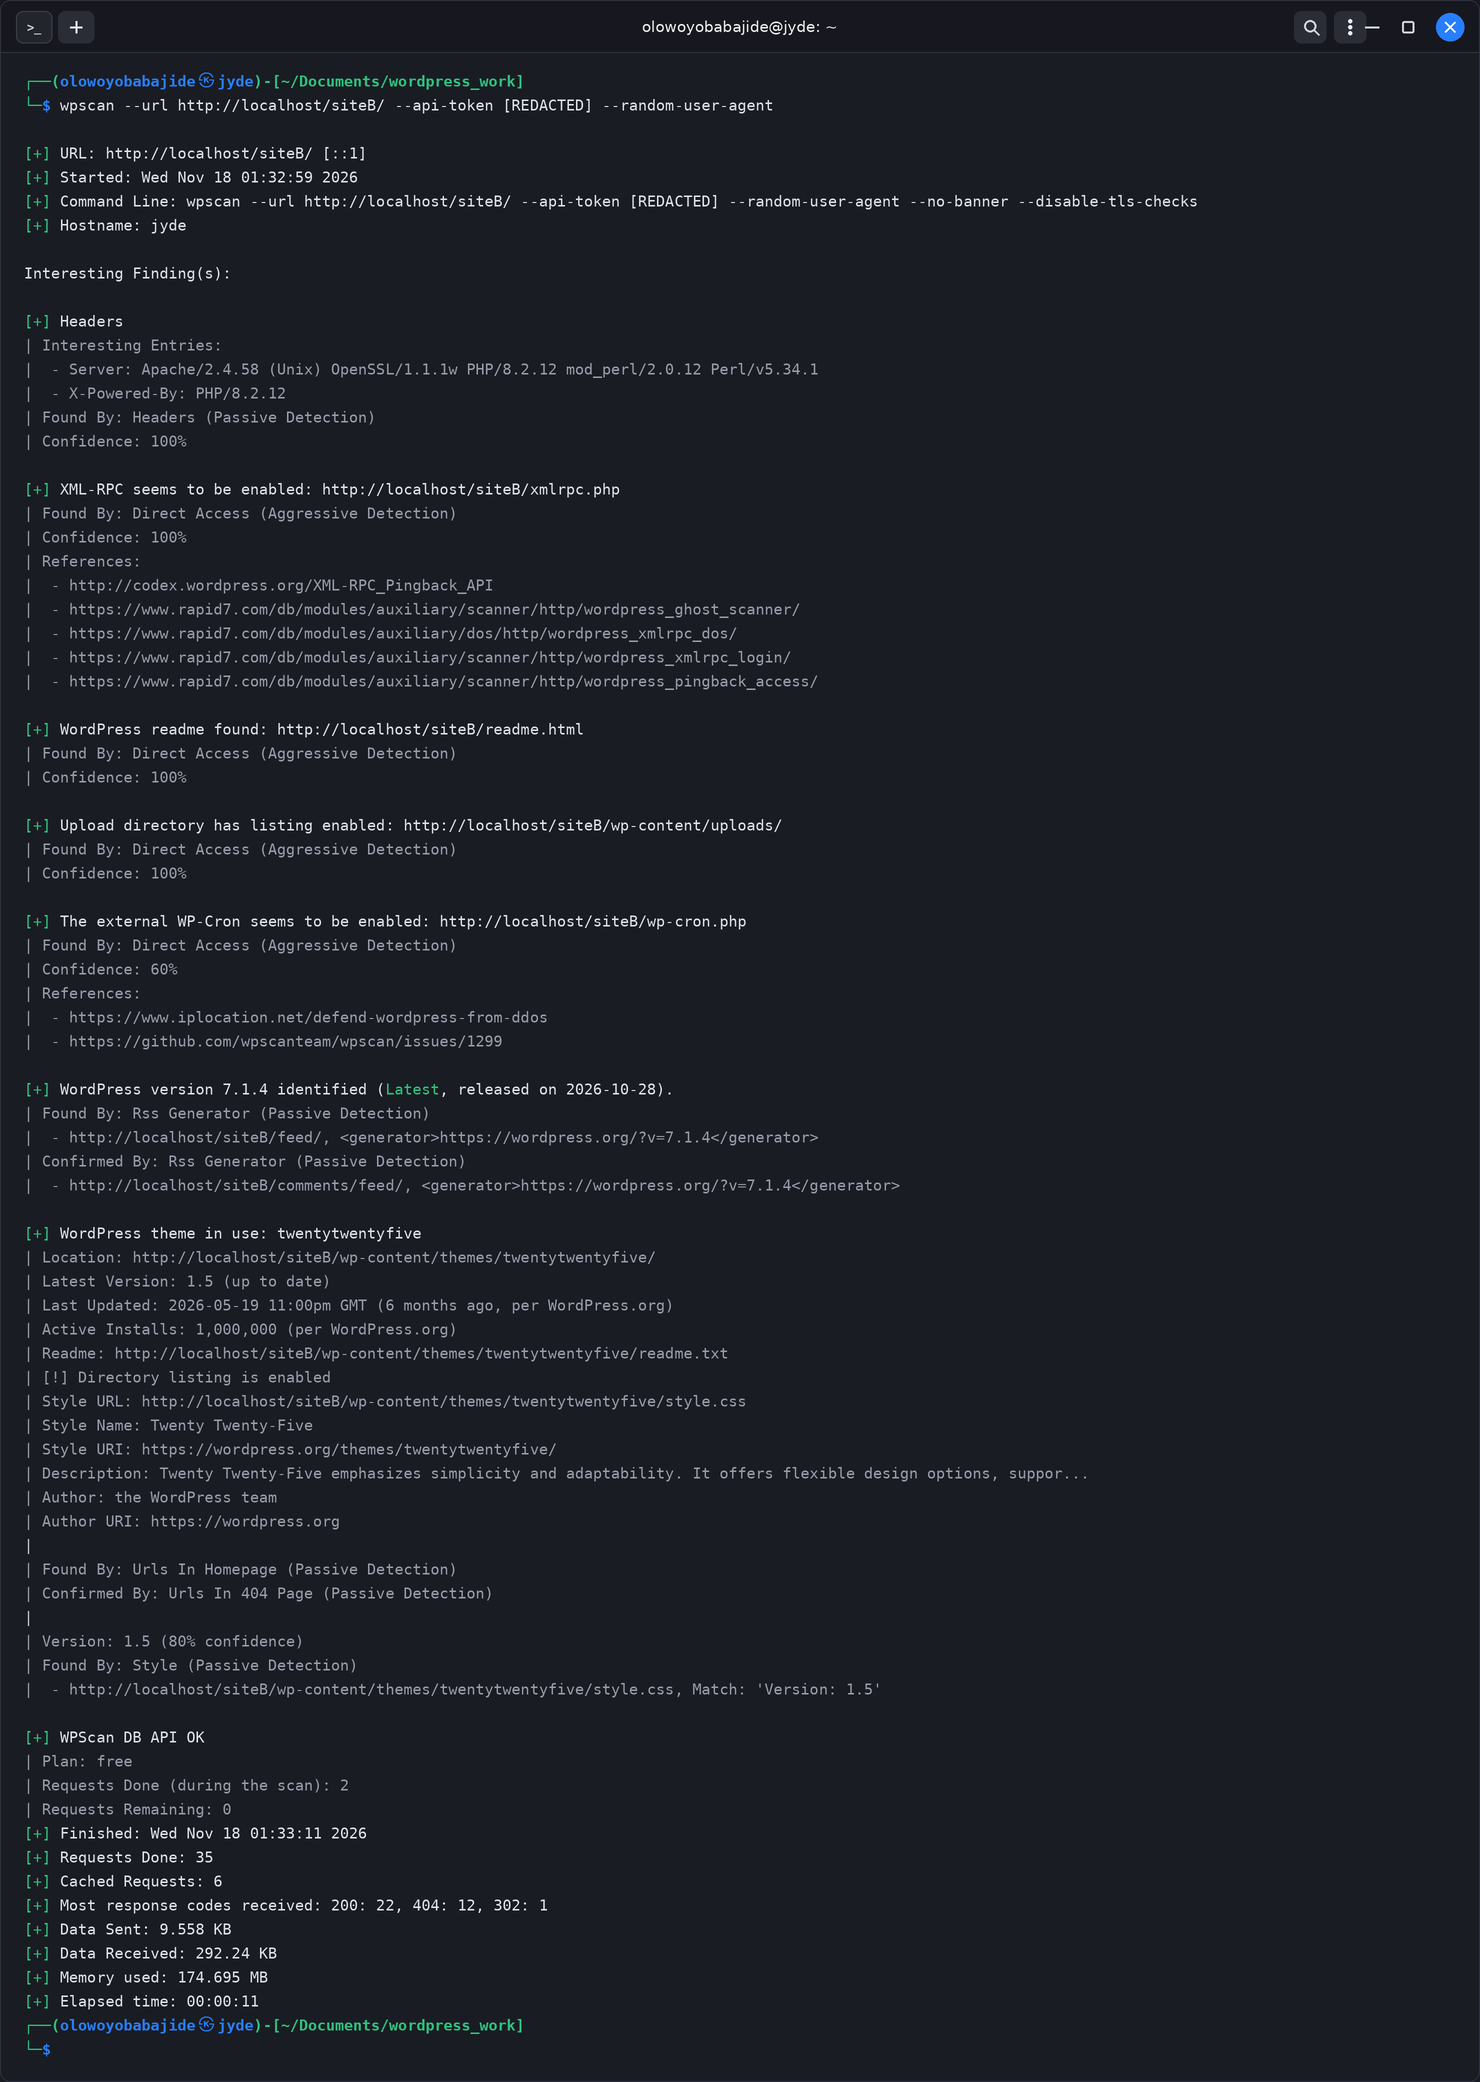 >_ + olowoyobabajide@jyde: ~
┌──(olowoyobabajide㉿jyde)-[~/Documents/wordpress_work]
└─$ wpscan --url http://localhost/siteB/ --api-token [REDACTED] --random-user-agent
[+] URL: http://localhost/siteB/ [::1]
[+] Started: Wed Nov 18 01:32:59 2026
[+] Command Line: wpscan --url http://localhost/siteB/ --api-token [REDACTED] --random-user-agent --no-banner --disable-tls-checks
[+] Hostname: jyde
Interesting Finding(s):
[+] Headers
| Interesting Entries:
|  - Server: Apache/2.4.58 (Unix) OpenSSL/1.1.1w PHP/8.2.12 mod_perl/2.0.12 Perl/v5.34.1
|  - X-Powered-By: PHP/8.2.12
| Found By: Headers (Passive Detection)
| Confidence: 100%
[+] XML-RPC seems to be enabled: http://localhost/siteB/xmlrpc.php
| Found By: Direct Access (Aggressive Detection)
| Confidence: 100%
| References:
|  - http://codex.wordpress.org/XML-RPC_Pingback_API
|  - https://www.rapid7.com/db/modules/auxiliary/scanner/http/wordpress_ghost_scanner/
|  - https://www.rapid7.com/db/modules/auxiliary/dos/http/wordpress_xmlrpc_dos/
|  - https://www.rapid7.com/db/modules/auxiliary/scanner/http/wordpress_xmlrpc_login/
|  - https://www.rapid7.com/db/modules/auxiliary/scanner/http/wordpress_pingback_access/
[+] WordPress readme found: http://localhost/siteB/readme.html
| Found By: Direct Access (Aggressive Detection)
| Confidence: 100%
[+] Upload directory has listing enabled: http://localhost/siteB/wp-content/uploads/
| Found By: Direct Access (Aggressive Detection)
| Confidence: 100%
[+] The external WP-Cron seems to be enabled: http://localhost/siteB/wp-cron.php
| Found By: Direct Access (Aggressive Detection)
| Confidence: 60%
| References:
|  - https://www.iplocation.net/defend-wordpress-from-ddos
|  - https://github.com/wpscanteam/wpscan/issues/1299
[+] WordPress version 7.1.4 identified (Latest, released on 2026-10-28).
| Found By: Rss Generator (Passive Detection)
|  - http://localhost/siteB/feed/, <generator>https://wordpress.org/?v=7.1.4</generator>
| Confirmed By: Rss Generator (Passive Detection)
|  - http://localhost/siteB/comments/feed/, <generator>https://wordpress.org/?v=7.1.4</generator>
[+] WordPress theme in use: twentytwentyfive
| Location: http://localhost/siteB/wp-content/themes/twentytwentyfive/
| Latest Version: 1.5 (up to date)
| Last Updated: 2026-05-19 11:00pm GMT (6 months ago, per WordPress.org)
| Active Installs: 1,000,000 (per WordPress.org)
| Readme: http://localhost/siteB/wp-content/themes/twentytwentyfive/readme.txt
| [!] Directory listing is enabled
| Style URL: http://localhost/siteB/wp-content/themes/twentytwentyfive/style.css
| Style Name: Twenty Twenty-Five
| Style URI: https://wordpress.org/themes/twentytwentyfive/
| Description: Twenty Twenty-Five emphasizes simplicity and adaptability. It offers flexible design options, suppor...
| Author: the WordPress team
| Author URI: https://wordpress.org
|
| Found By: Urls In Homepage (Passive Detection)
| Confirmed By: Urls In 404 Page (Passive Detection)
|
| Version: 1.5 (80% confidence)
| Found By: Style (Passive Detection)
|  - http://localhost/siteB/wp-content/themes/twentytwentyfive/style.css, Match: 'Version: 1.5'
[+] WPScan DB API OK
| Plan: free
| Requests Done (during the scan): 2
| Requests Remaining: 0
[+] Finished: Wed Nov 18 01:33:11 2026
[+] Requests Done: 35
[+] Cached Requests: 6
[+] Most response codes received: 200: 22, 404: 12, 302: 1
[+] Data Sent: 9.558 KB
[+] Data Received: 292.24 KB
[+] Memory used: 174.695 MB
[+] Elapsed time: 00:00:11
┌──(olowoyobabajide㉿jyde)-[~/Documents/wordpress_work]
└─$